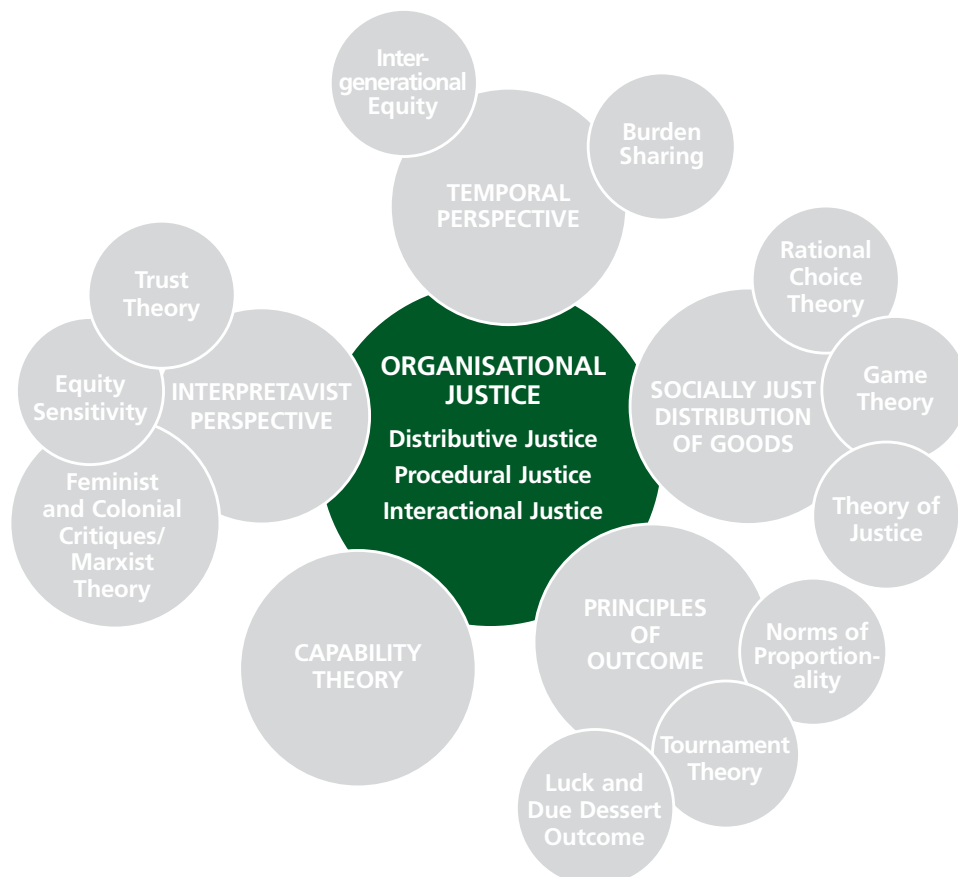 Inter-
generational
Equity
Burden
Sharing
TEMPORAL
PERSPECTIVE
Rational
Choice
Theory
Trust
Theory
ORGANISATIONAL
JUSTICE
Distributive Justice
Procedural Justice
Interactional Justice
Equity
Sensitivity
INTERPRETAVIST
PERSPECTIVE
SOCIALLY JUST
DISTRIBUTION
OF GOODS
Game
Theory
Feminist
and Colonial
Critiques/
Marxist
Theory
Theory of
Justice
PRINCIPLES
OF
OUTCOME
Norms of
Proportion-
ality
CAPABILITY
THEORY
Tournament
Theory
Luck and
Due Dessert
Outcome